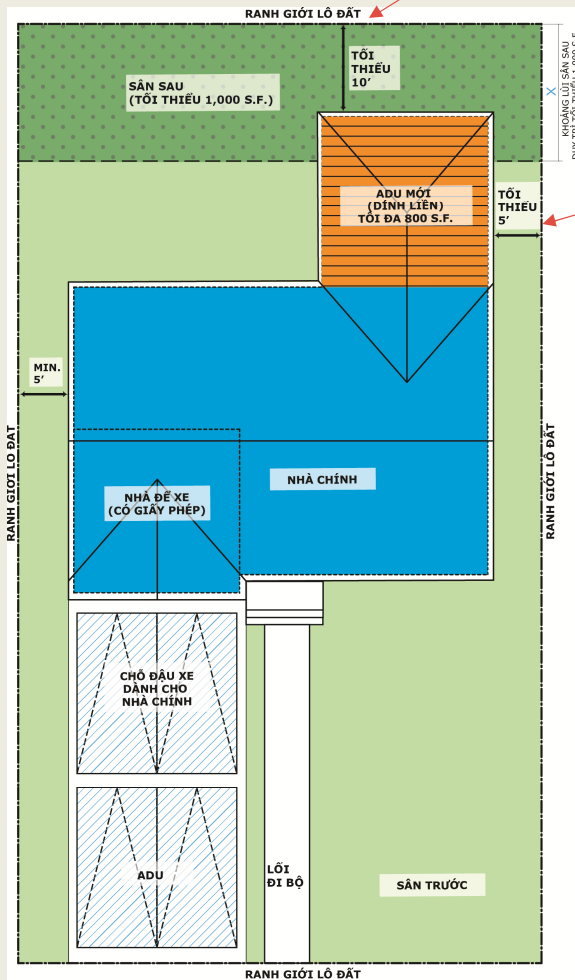 RANH GIỚI LÔ ĐẤT
TỐI
THIỂU
10’
SÂN SAU
(TỐI THIỂU 1,000 S.F.)
X
KHOẢNG LÙI SÂN SAU
ADU MỚI
(DÍNH LIỀN)
TỐI ĐA 800 S.F.
TỐI
THIỂU
5’
MIN.
5’
RANH GIỚI LÔ ĐẤT
RANH GIỚI LÔ ĐẤT
NHÀ CHÍNH
NHÀ ĐỂ XE
(CÓ GIẤY PHÉP)
CHỖ ĐẬU XE
DÀNH CHO
NHÀ CHÍNH
ADU
LỐI
ĐI BỘ
SÂN TRƯỚC
RANH GIỚI LÔ ĐẤT